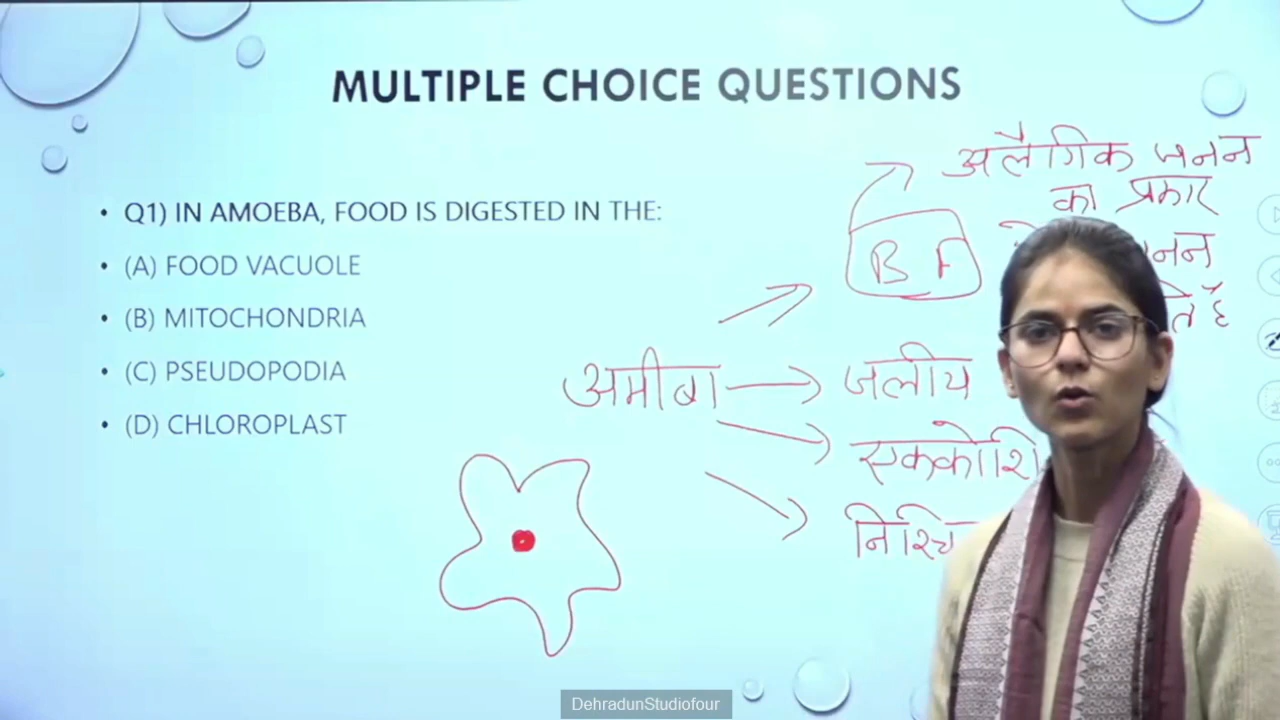 MULTIPLE CHOICE QUESTIONS
• Q1) IN AMOEBA, FOOD IS DIGESTED IN THE:
• (A) FOOD VACUOLE
• (B) MITOCHONDRIA
• (C) PSEUDOPODIA
• (D) CHLOROPLAST
अलैगिक जनन
का प्रकार
B F
अमीबा
जलीय
DehradunStudiofour